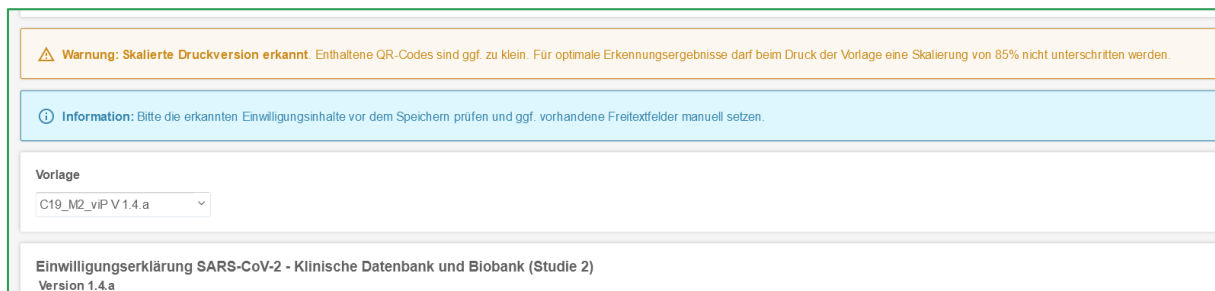 Warnung: Skalierte Druckversion erkannt. Enthaltene QR-Codes sind ggf. zu klein. Für optimale Erkennungsergebnisse darf beim Druck der Vorlage eine Skalierung von 85% nicht unterschritten werden.
Information: Bitte die erkannten Einwilligungsinhalte vor dem Speichern prüfen und ggf. vorhandene Freitextfelder manuell setzen.
Vorlage
C19_M2_viP V 1.4.a
Einwilligungserklärung SARS-CoV-2 - Klinische Datenbank und Biobank (Studie 2)
Version 1.4.a